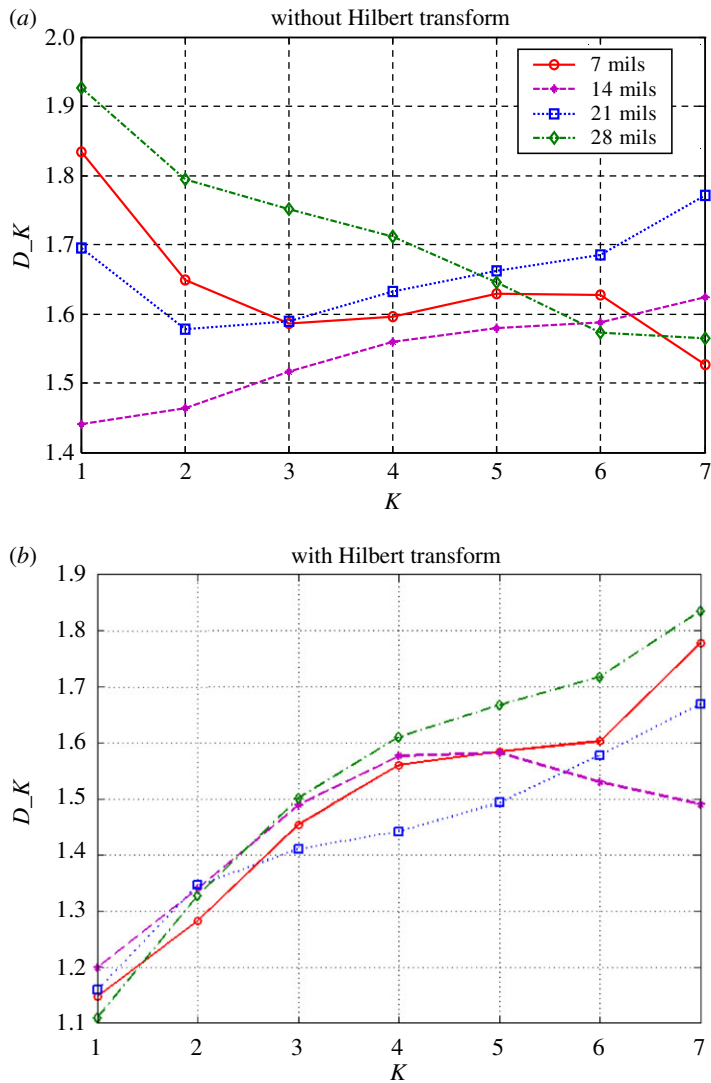 (a) without Hilbert transform
2.0
1.9
1.8
1.7
1.6
1.5
1.4
D_K
7 mils
14 mils
21 mils
28 mils
1 2 3 4 5 6 7
K
(b) with Hilbert transform
1.9
1.8
1.7
1.6
1.5
1.4
1.3
1.2
1.1
D_K
1 2 3 4 5 6 7
K